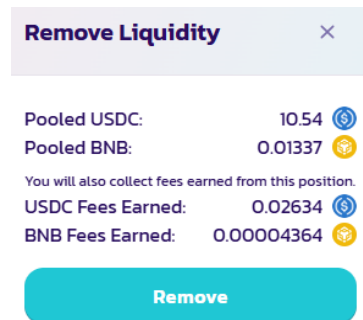 Remove Liquidity
Pooled USDC: 10.54
Pooled BNB: 0.01337
You will also collect fees earned from this position.
USDC Fees Earned: 0.02634
BNB Fees Earned: 0.00004364
Remove